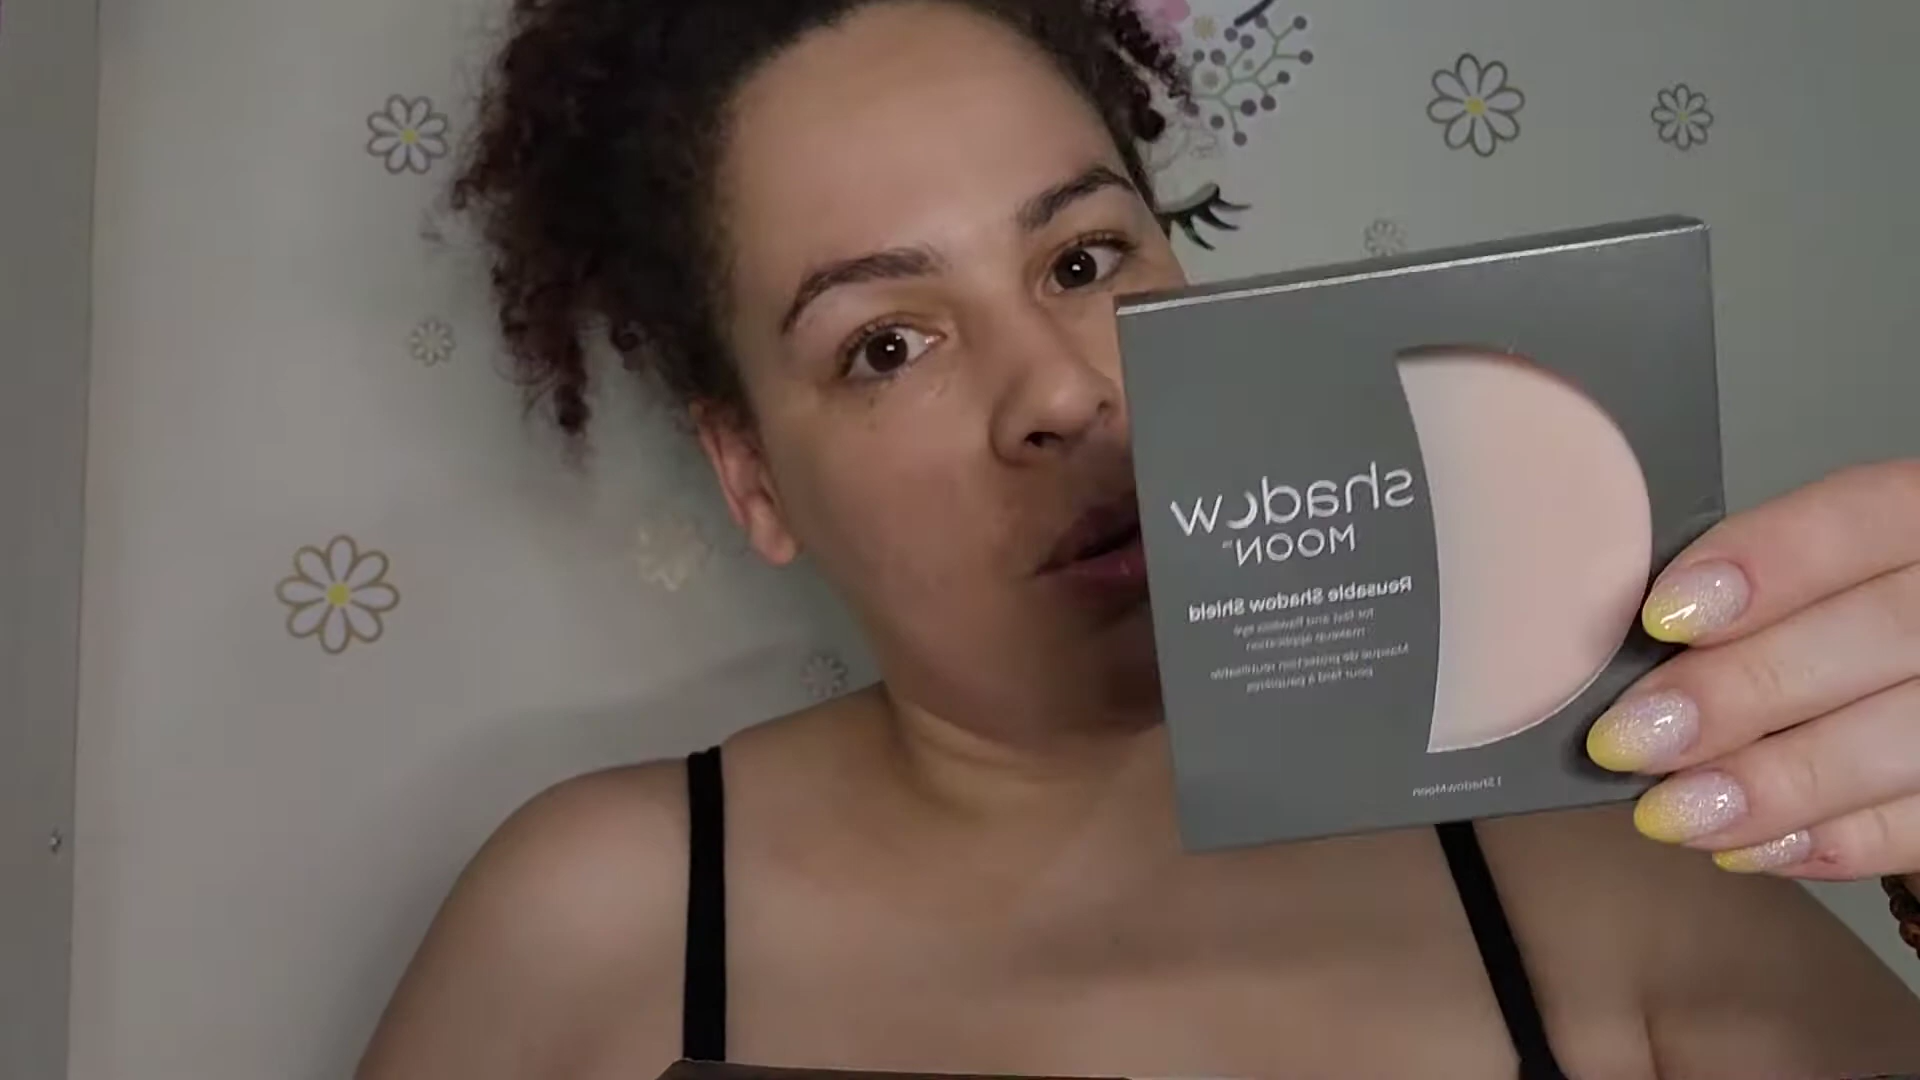 shadow
MOON™
Reusable Shadow Shield
for fast and flawless eye
makeup application
Masque de protection réutilisable
pour fard à paupières
1 ShadowMoon